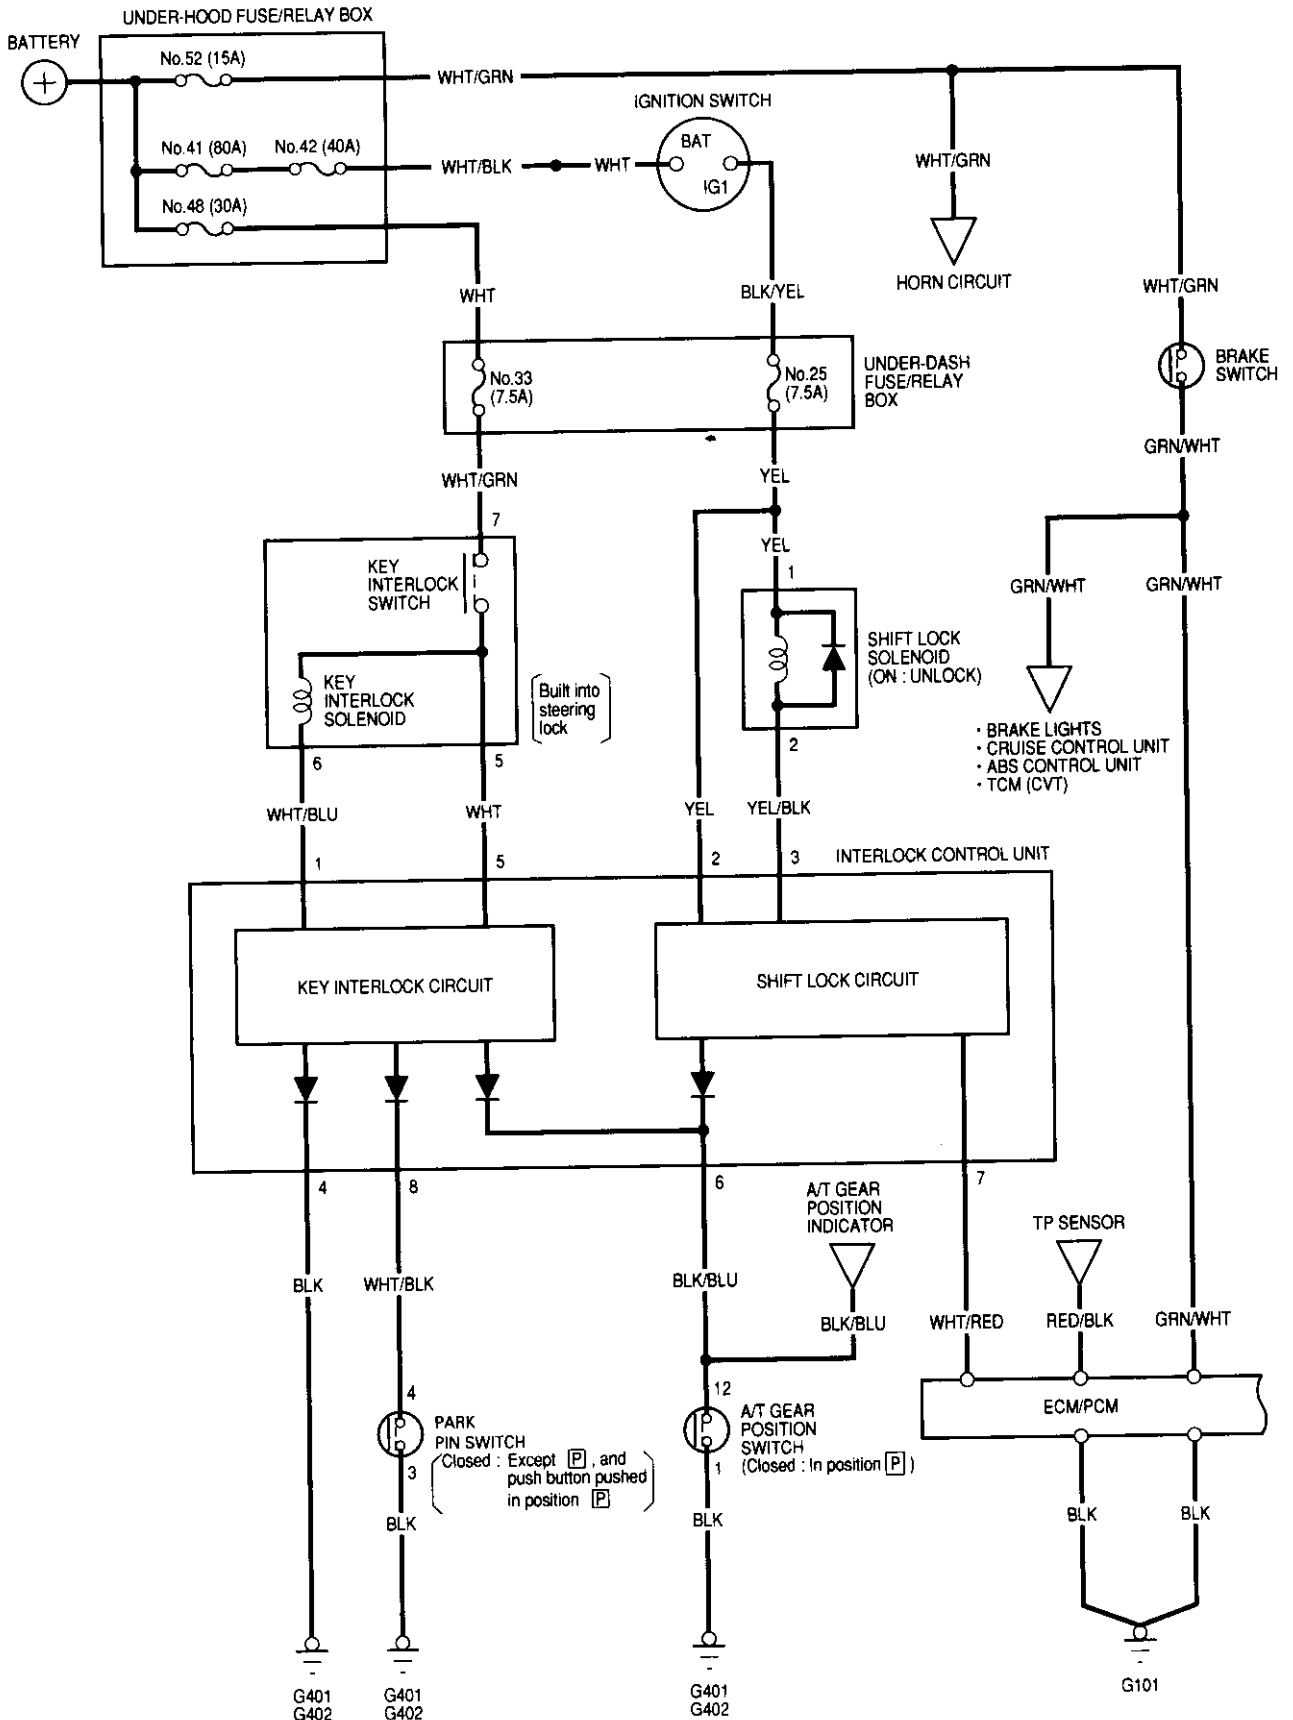 UNDER-HOOD FUSE/RELAY BOX
BATTERY
+
No.52 (15A)
WHT/GRN
IGNITION SWITCH
No.41 (80A)
No.42 (40A)
WHT/BLK
WHT
BAT
IG1
WHT/GRN
No.48 (30A)
HORN CIRCUIT
WHT
BLK/YEL
WHT/GRN
No.33
(7.5A)
No.25
(7.5A)
UNDER-DASH
FUSE/RELAY
BOX
BRAKE
SWITCH
WHT/GRN
YEL
GRN/WHT
7
YEL
KEY
INTERLOCK
SWITCH
1
GRN/WHT
GRN/WHT
SHIFT LOCK
SOLENOID
(ON : UNLOCK)
KEY
INTERLOCK
SOLENOID
Built into
steering
lock
· BRAKE LIGHTS
· CRUISE CONTROL UNIT
· ABS CONTROL UNIT
· TCM (CVT)
6
5
2
WHT/BLU
WHT
YEL
YEL/BLK
1
5
2
3
INTERLOCK CONTROL UNIT
KEY INTERLOCK CIRCUIT
SHIFT LOCK CIRCUIT
4
8
6
7
A/T GEAR
POSITION
INDICATOR
TP SENSOR
BLK
WHT/BLK
BLK/BLU
BLK/BLU
WHT/RED
RED/BLK
GRN/WHT
4
PARK
PIN SWITCH
(Closed : Except P , and
push button pushed
in position P )
3
12
A/T GEAR
POSITION
SWITCH
(Closed : In position P )
1
ECM/PCM
BLK
BLK
BLK
BLK
G401
G402
G401
G402
G401
G402
G101